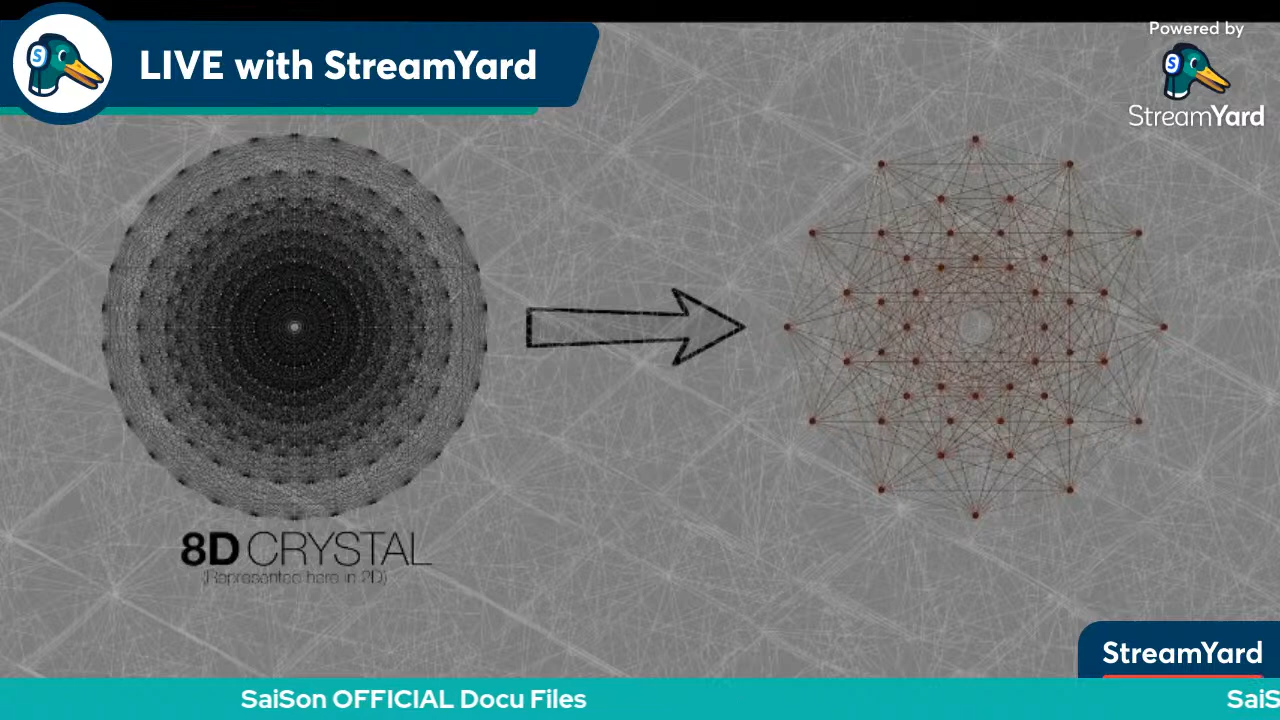 LIVE with StreamYard
Powered by
StreamYard
8D CRYSTAL
(Represented here in 2D)
StreamYard
SaiSon OFFICIAL Docu Files
SaiS